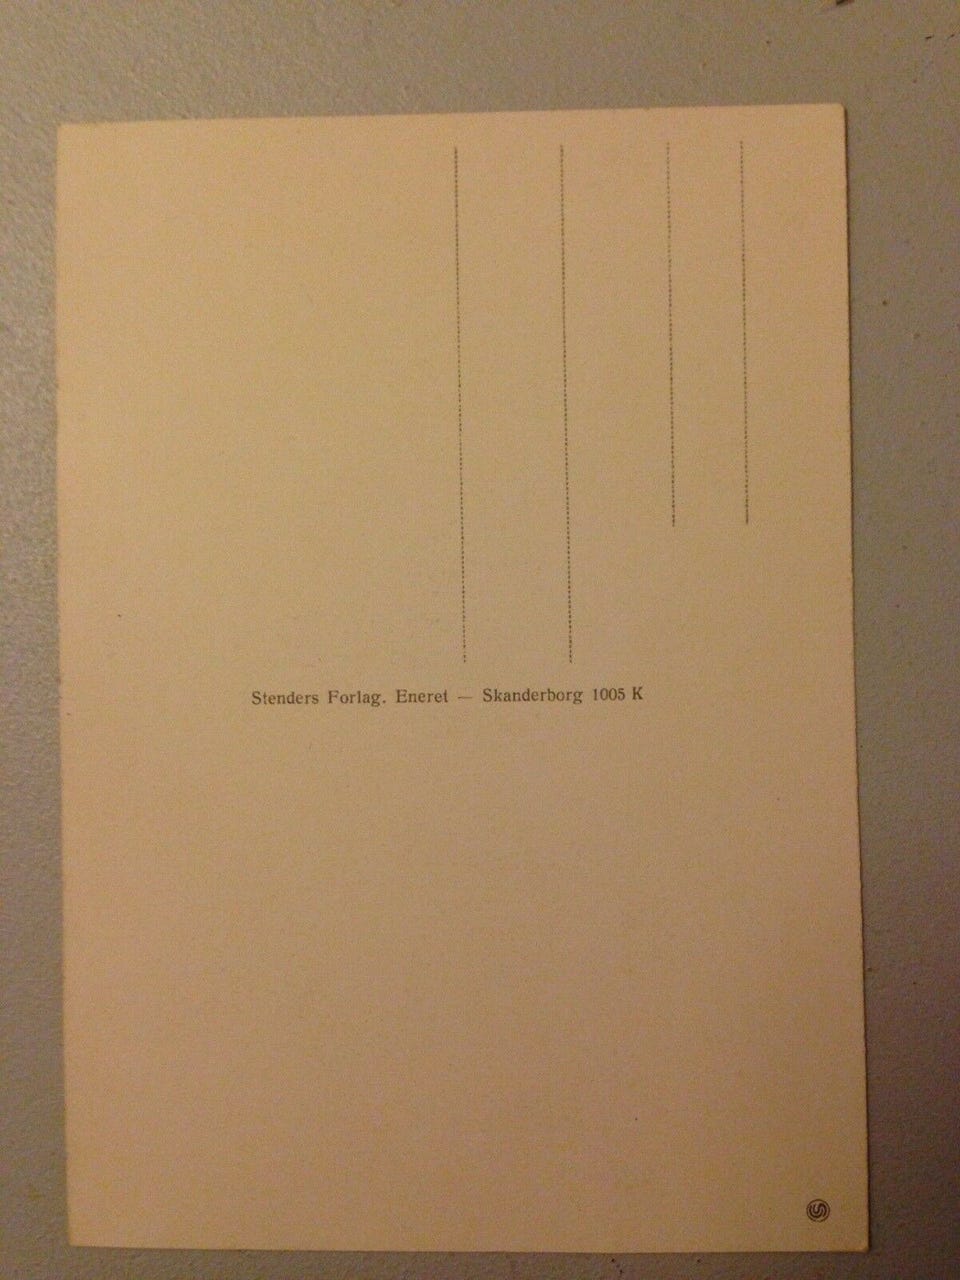 Stenders Forlag. Eneret — Skanderborg 1005 K